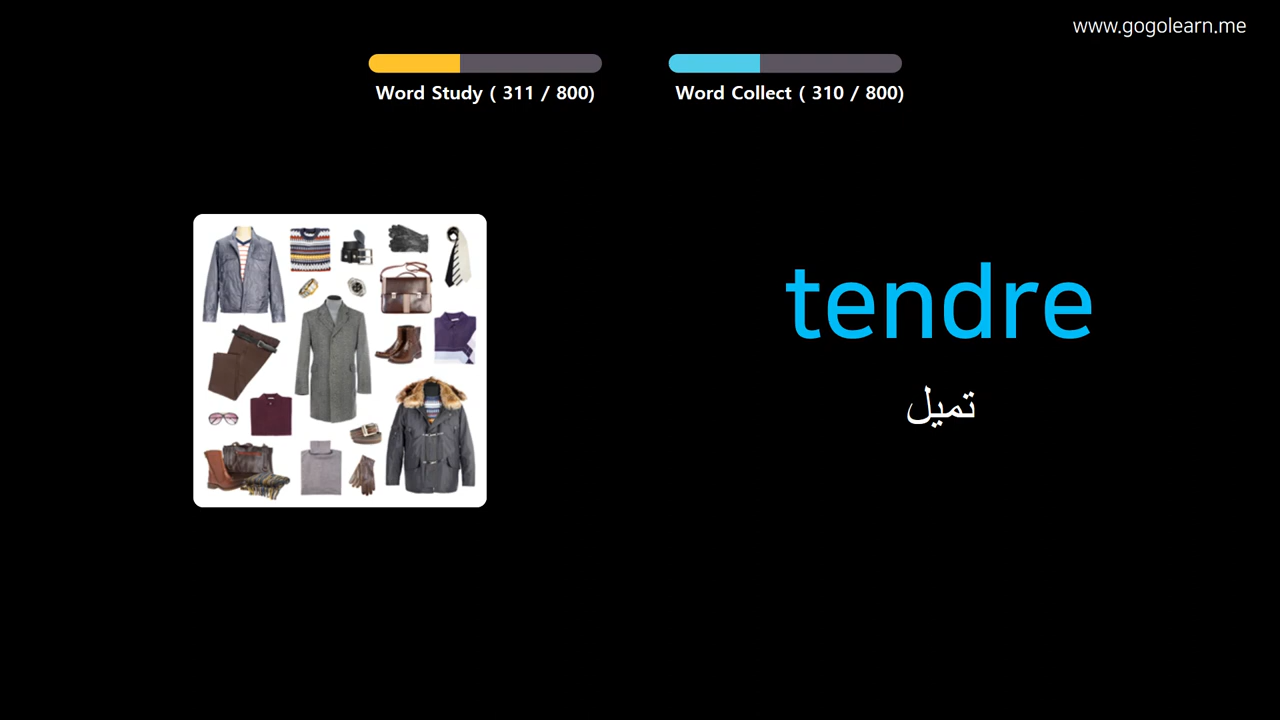 www.gogolearn.me
Word Study ( 311 / 800)
Word Collect ( 310 / 800)
tendre
تميل